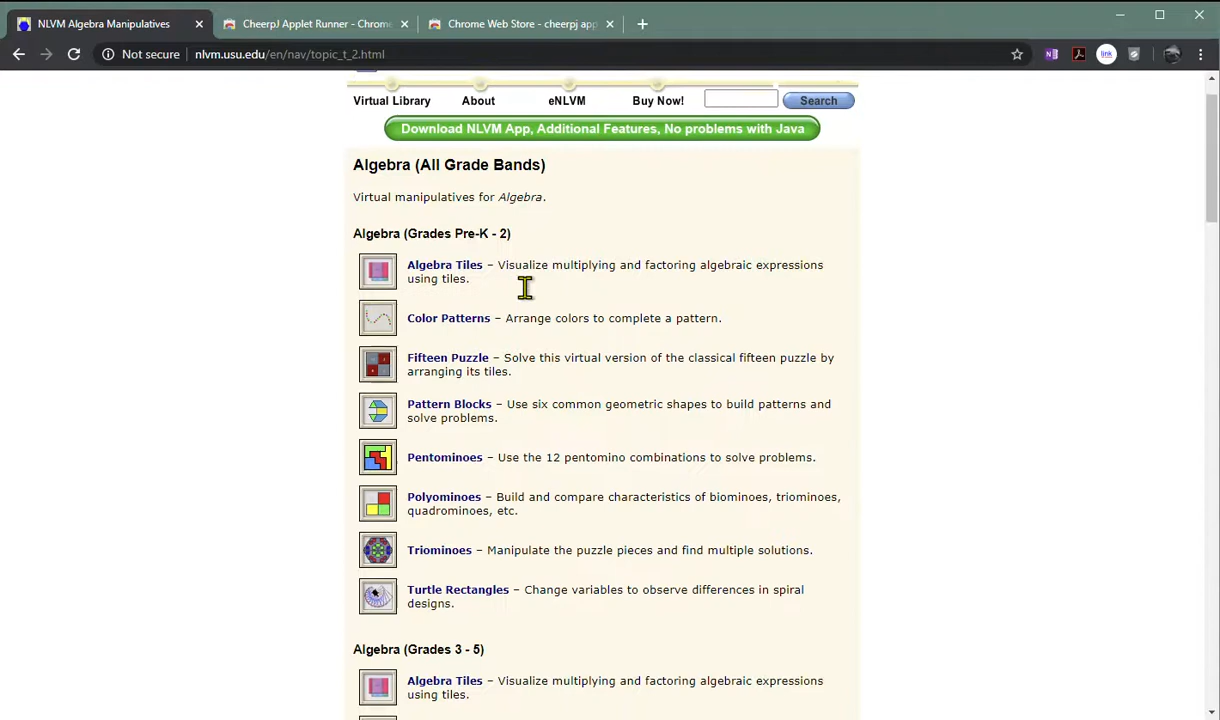 NLVM Algebra Manipulatives
CheerpJ Applet Runner - Chrom
Chrome Web Store - cheerpj app
Not secure
nlvm.usu.edu/en/nav/topic_t_2.html
link
Virtual Library
About
eNLVM
Buy Now!
Search
Download NLVM App, Additional Features, No problems with Java
Algebra (All Grade Bands)
Virtual manipulatives for Algebra.
Algebra (Grades Pre-K - 2)
Algebra Tiles – Visualize multiplying and factoring algebraic expressions
using tiles.
Color Patterns – Arrange colors to complete a pattern.
Fifteen Puzzle – Solve this virtual version of the classical fifteen puzzle by
arranging its tiles.
Pattern Blocks – Use six common geometric shapes to build patterns and
solve problems.
Pentominoes – Use the 12 pentomino combinations to solve problems.
Polyominoes – Build and compare characteristics of biominoes, triominoes,
quadrominoes, etc.
Triominoes – Manipulate the puzzle pieces and find multiple solutions.
Turtle Rectangles – Change variables to observe differences in spiral
designs.
Algebra (Grades 3 - 5)
Algebra Tiles – Visualize multiplying and factoring algebraic expressions
using tiles.